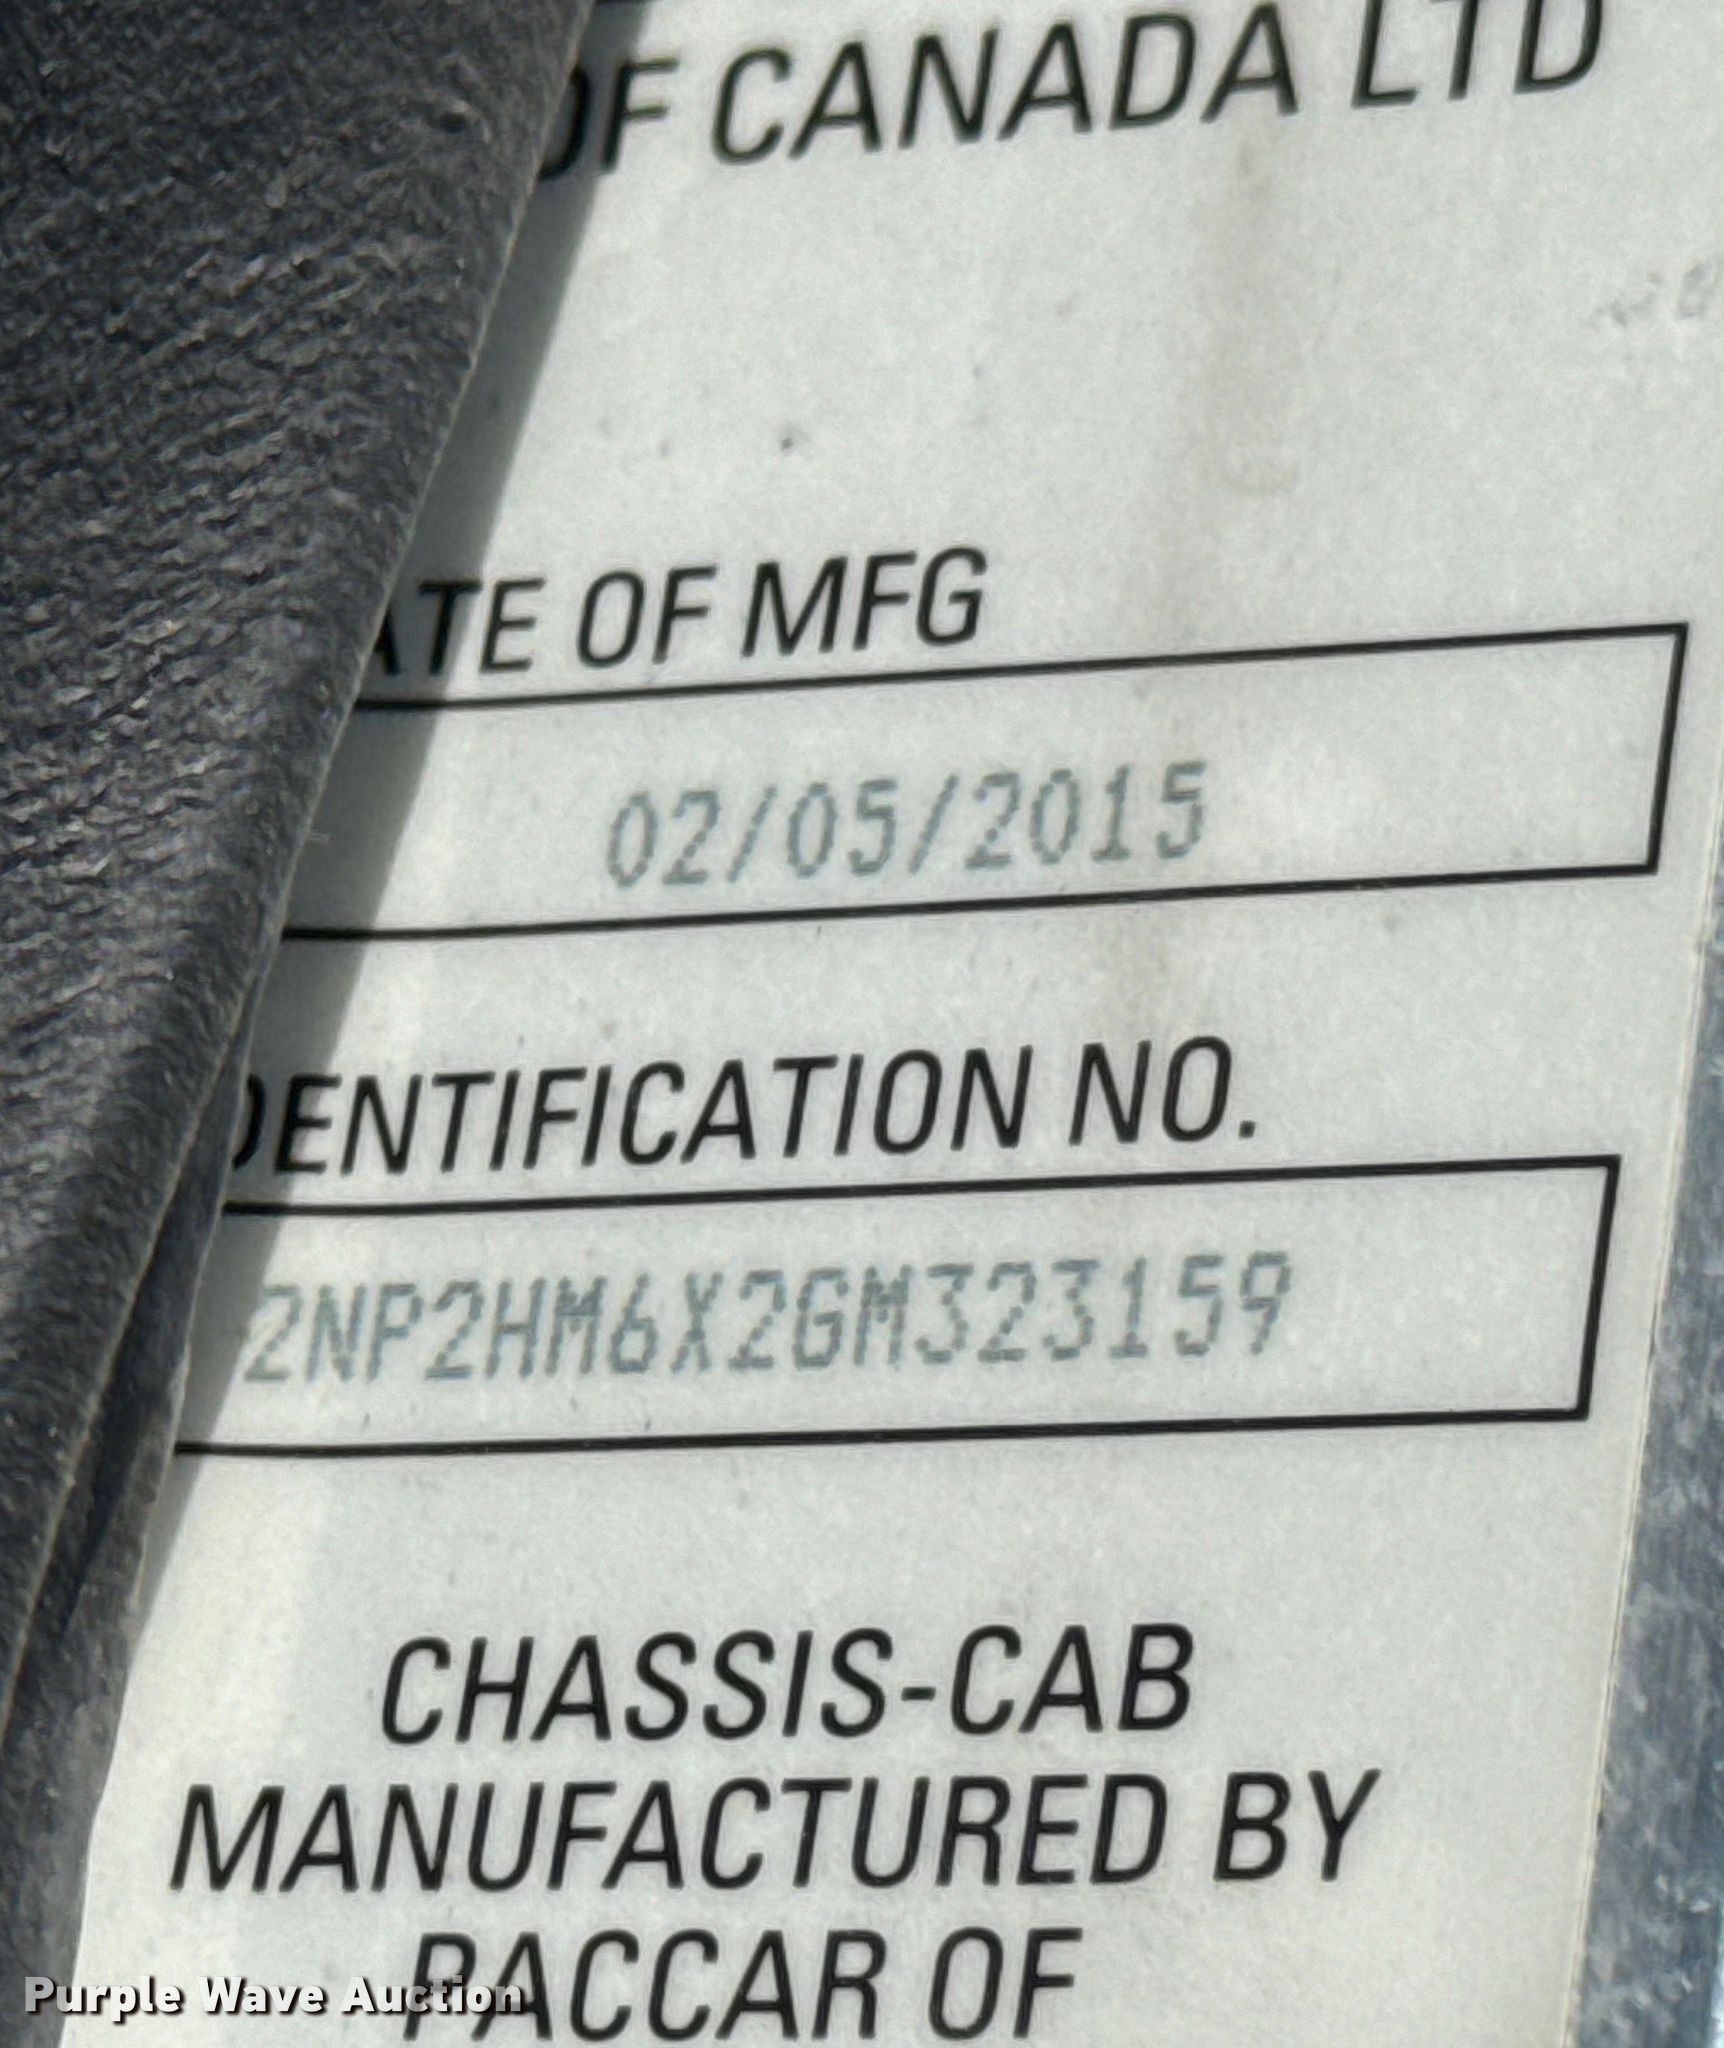 OF CANADA LTD
ATE OF MFG
02/05/2015
DENTIFICATION NO.
2NP2HM6X2GM323159
CHASSIS-CAB
MANUFACTURED BY
PACCAR OF
Purple Wave Auction